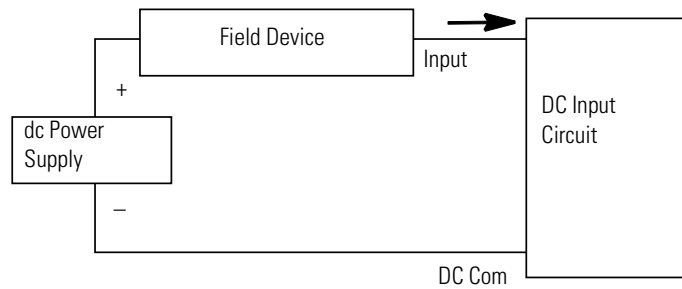 Field Device
Input
+
dc Power
Supply
DC Input
Circuit
–
DC Com